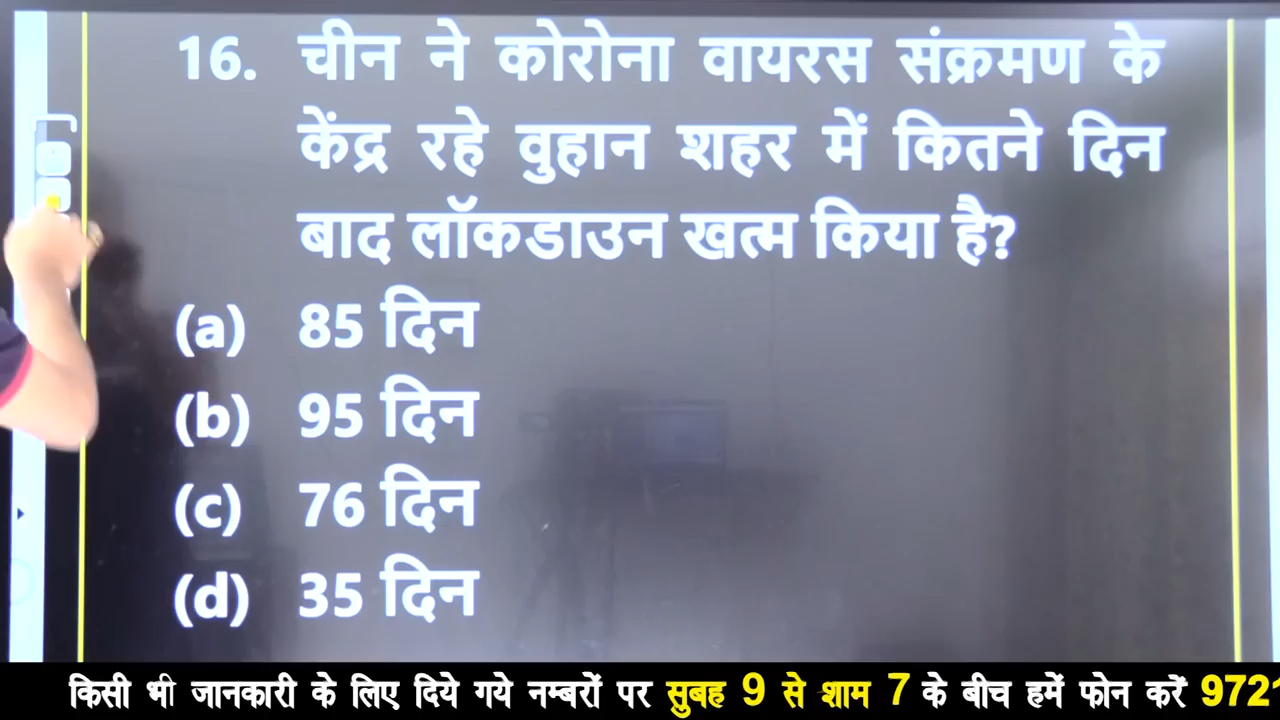 16. चीन ने कोरोना वायरस संक्रमण के
केंद्र रहे वुहान शहर में कितने दिन
बाद लॉकडाउन खत्म किया है?
(a) 85 दिन
(b) 95 दिन
(c) 76 दिन
(d) 35 दिन
किसी भी जानकारी के लिए दिये गये नम्बरों पर सुबह 9 से शाम 7 के बीच हमें फोन करें 972